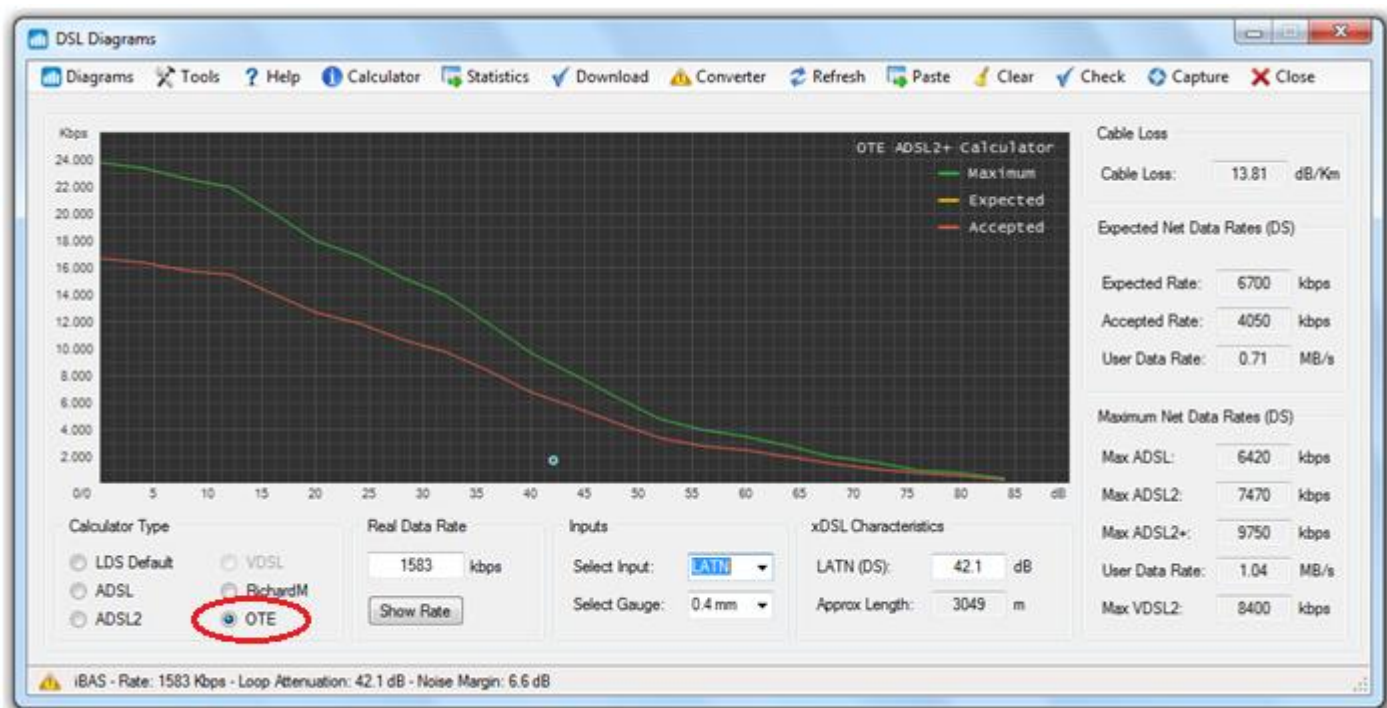 DSL Diagrams
Diagrams Tools ? Help Calculator Statistics Download Converter Refresh Paste Clear Check Capture Close
Kbps
OTE ADSL2+ Calculator
Maximum
Expected
Accepted
24.000
22.000
20.000
18.000
16.000
14.000
12.000
10.000
8.000
6.000
4.000
2.000
0/0 5 10 15 20 25 30 35 40 45 50 55 60 65 70 75 80 85 dB
Cable Loss
Cable Loss: 13.81 dB/Km
Expected Net Data Rates (DS)
Expected Rate: 6700 kbps
Accepted Rate: 4050 kbps
User Data Rate: 0.71 MB/s
Maximum Net Data Rates (DS)
Max ADSL: 6420 kbps
Max ADSL2: 7470 kbps
Max ADSL2+: 9750 kbps
User Data Rate: 1.04 MB/s
Max VDSL2: 8400 kbps
Calculator Type
LDS Default VDSL
ADSL RichardM
ADSL2 OTE
Real Data Rate
1583 kbps
Show Rate
Inputs
Select Input: LATN
Select Gauge: 0.4 mm
xDSL Characteristics
LATN (DS): 42.1 dB
Approx Length: 3049 m
iBAS - Rate: 1583 Kbps - Loop Attenuation: 42.1 dB - Noise Margin: 6.6 dB